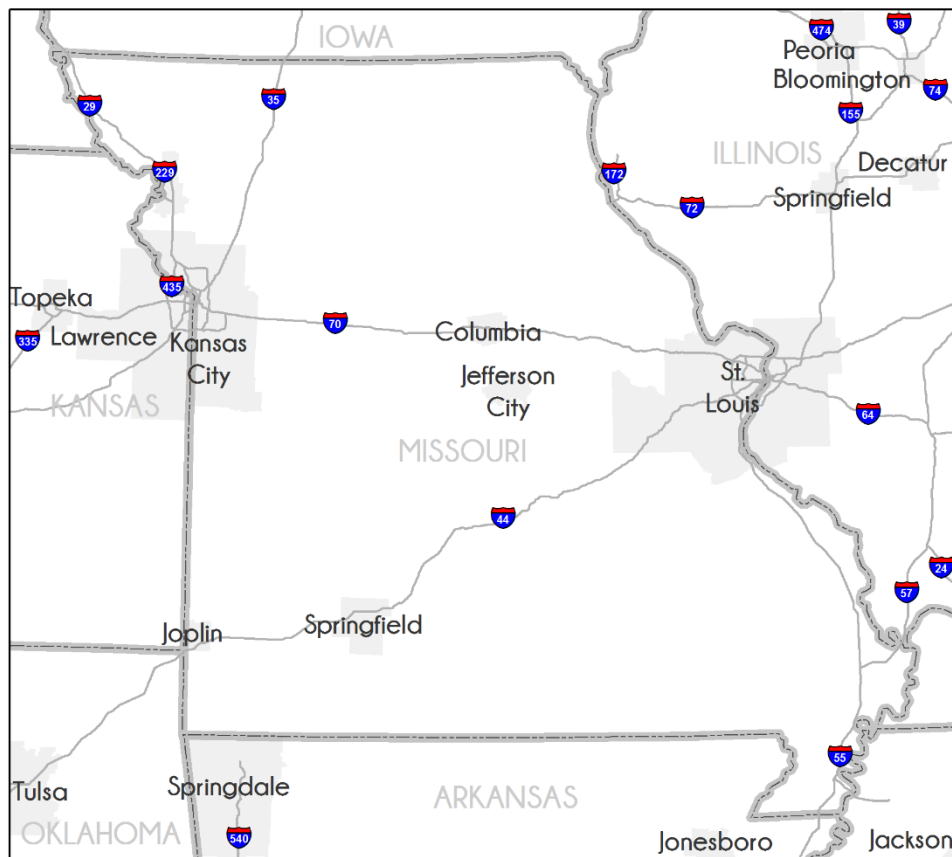 IOWA
39
474
Peoria
Bloomington
74
29
35
155
ILLINOIS
Decatur
229
172
Springfield
72
435
Topeka
70
335
Lawrence
Kansas
City
Columbia
Jefferson
City
St.
Louis
KANSAS
64
MISSOURI
44
24
57
Joplin
Springfield
55
Tulsa
Springdale
ARKANSAS
OKLAHOMA
540
Jonesboro
Jackson